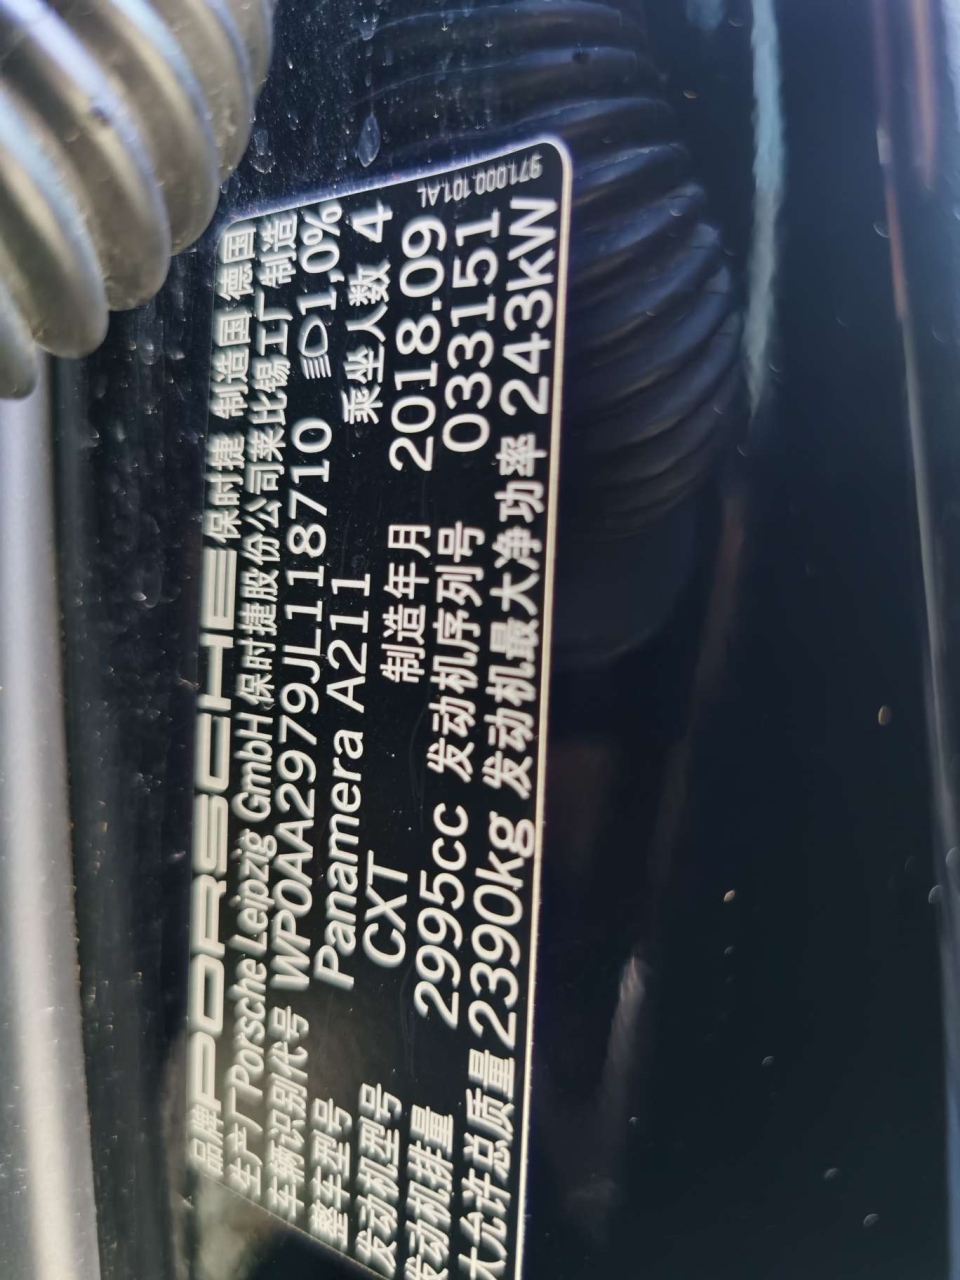 品牌 PORSCHE 保时捷 制造国 德国
生产厂 Porsche Leipzig GmbH 保时捷股份公司莱比锡工厂制造
车辆识别代号 WP0AA2979JL118710 1,0%
整车型号 Panamera A211 乘坐人数 4
发动机型号 CXT 制造年月 2018.09
发动机排量 2995cc 发动机序列号 033151
大允许总质量 2390kg 发动机最大净功率 243kW
971.000.101.AL